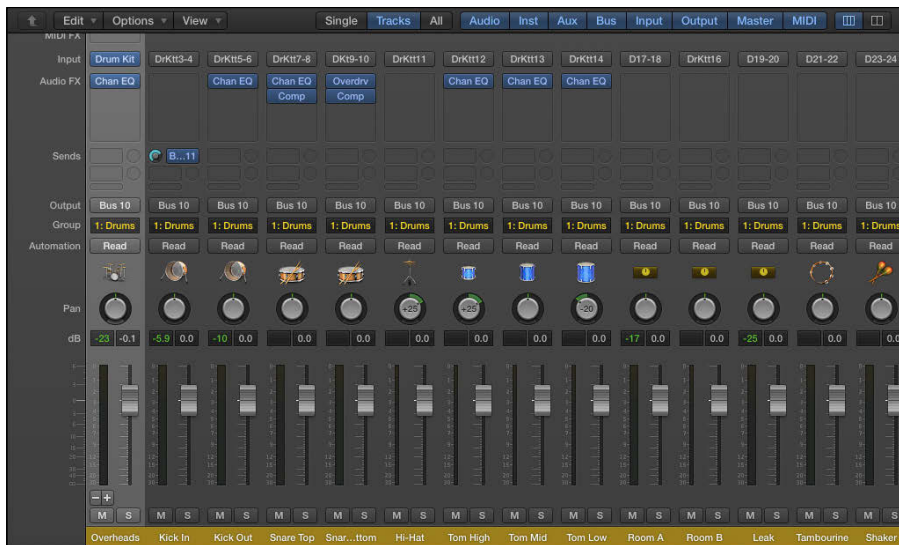 Edit Options View Single Tracks All Audio Inst Aux Bus Input Output Master MIDI
MIDI FX
Input Drum Kit DrKtt3-4 DrKtt5-6 DrKtt7-8 DKt9-10 DrKtt11 DrKtt12 DrKtt13 DrKtt14 D17-18 DrKtt16 D19-20 D21-22 D23-24
Audio FX Chan EQ Chan EQ Chan EQ Overdrv Chan EQ Chan EQ Chan EQ
Comp Comp
Sends B...11
Output Bus 10 Bus 10 Bus 10 Bus 10 Bus 10 Bus 10 Bus 10 Bus 10 Bus 10 Bus 10 Bus 10 Bus 10 Bus 10 Bus 10
Group 1: Drums 1: Drums 1: Drums 1: Drums 1: Drums 1: Drums 1: Drums 1: Drums 1: Drums 1: Drums 1: Drums 1: Drums 1: Drums 1: Drums
Automation Read Read Read Read Read Read Read Read Read Read Read Read Read Read
Pan +25 +25 -20
dB -23 -0.1 -5.9 0.0 -10 0.0 0.0 0.0 0.0 0.0 0.0 0.0 -17 0.0 0.0 -25 0.0 0.0 0.0
M S M S M S M S M S M S M S M S M S M S M S M S M S M S
Overheads Kick In Kick Out Snare Top Snar...ttom Hi-Hat Tom High Tom Mid Tom Low Room A Room B Leak Tambourine Shaker